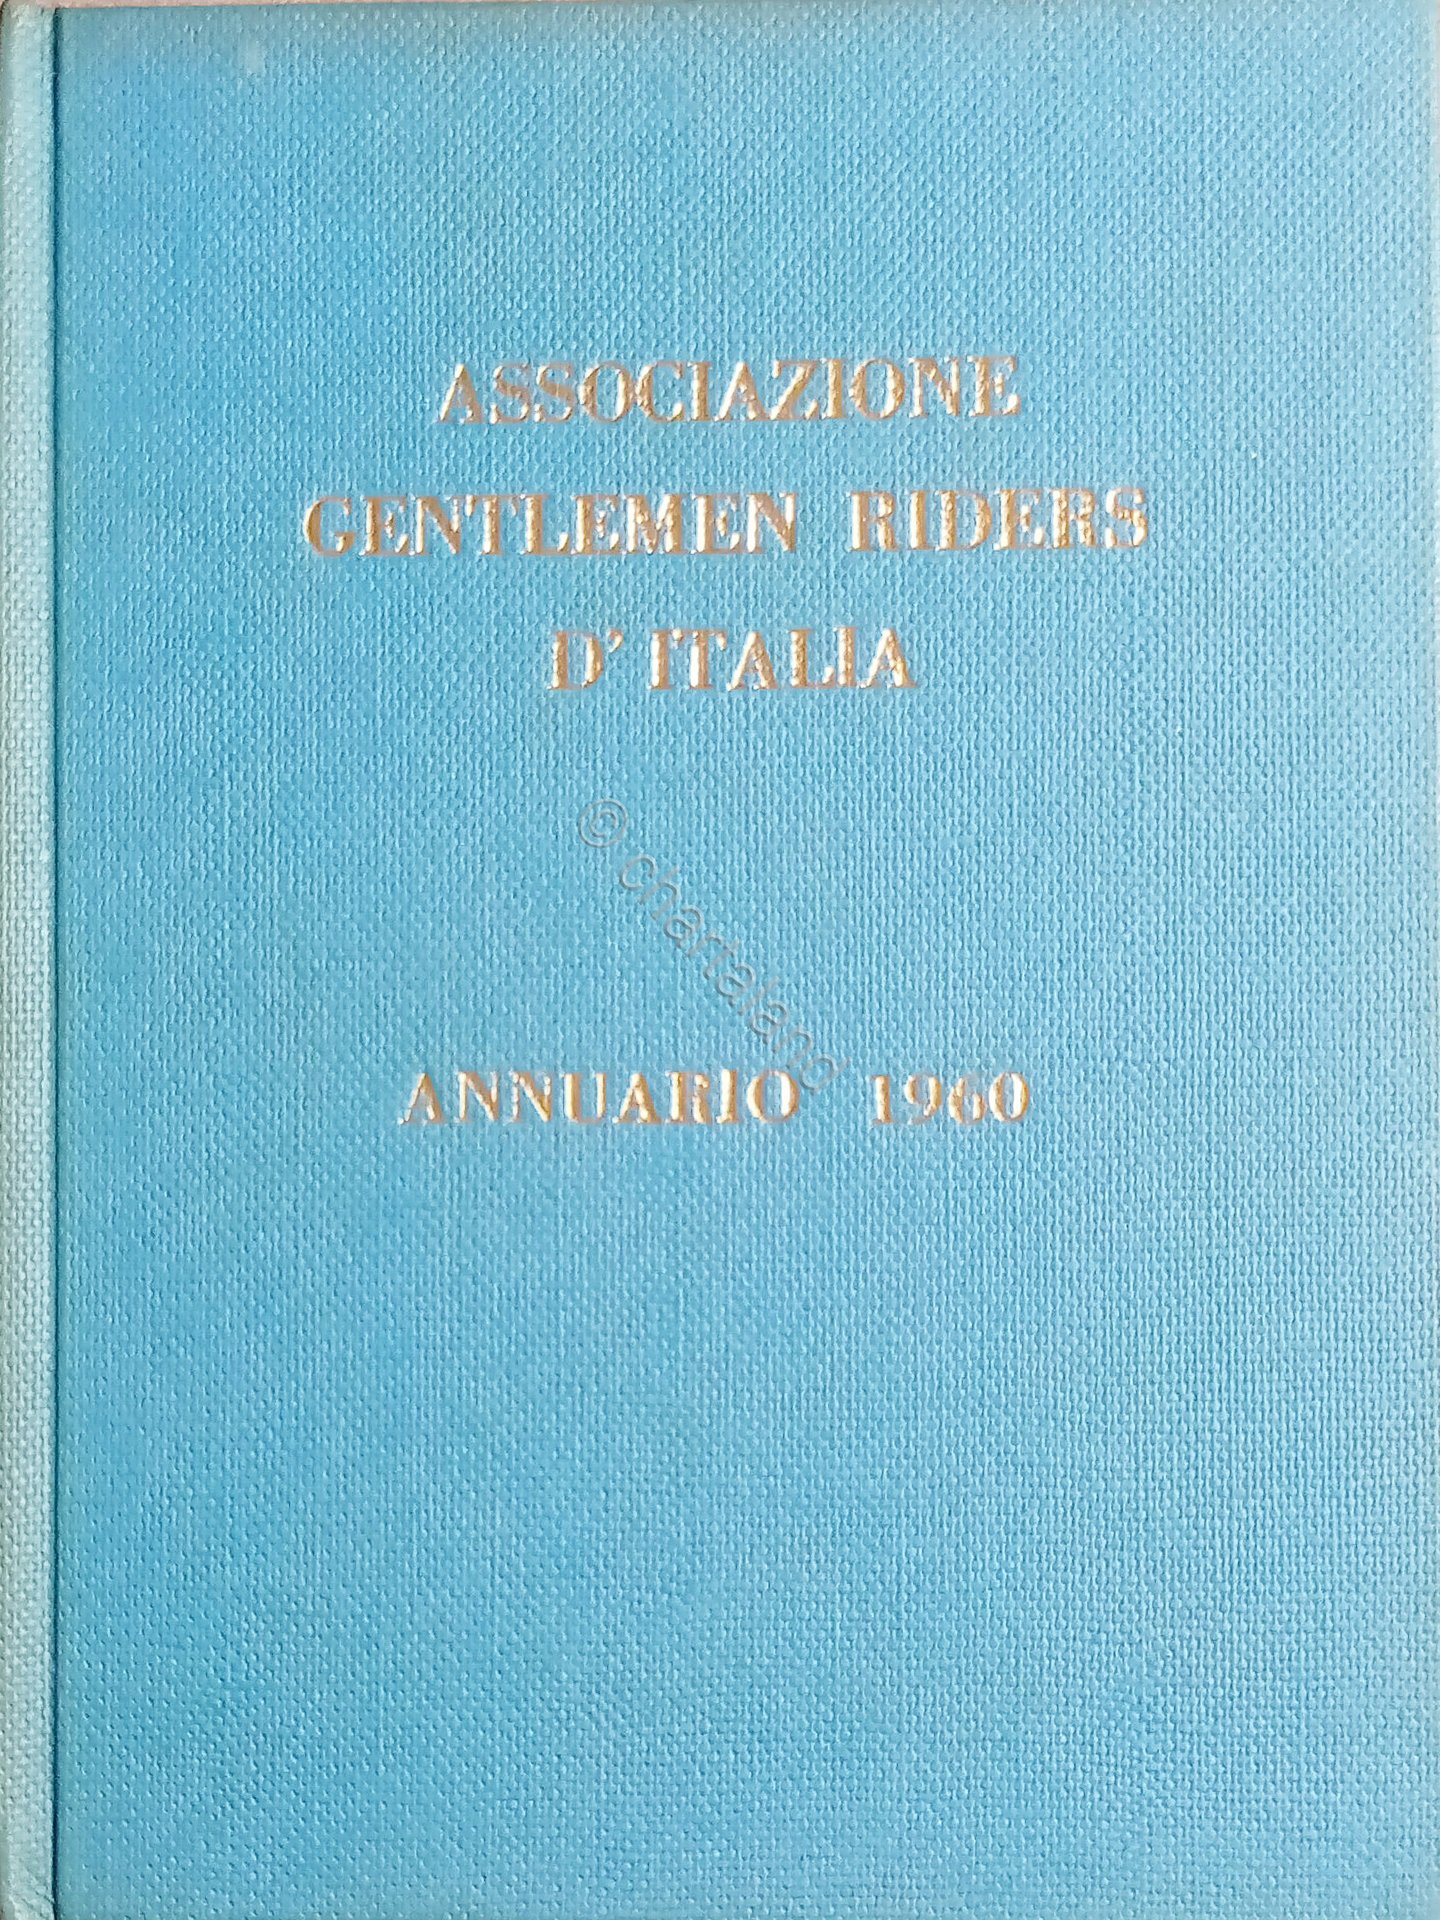 ASSOCIAZIONE
GENTLEMEN RIDERS
D' ITALIA
© chartaland
ANNUARIO 1960